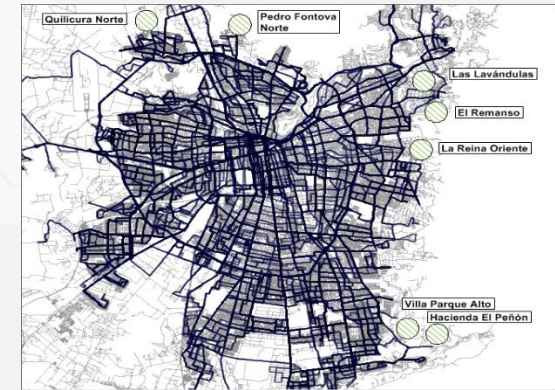 Quilicura Norte
Pedro Fontova
Norte
Las Lavándulas
El Remanso
La Reina Oriente
Villa Parque Alto
Hacienda El Peñón